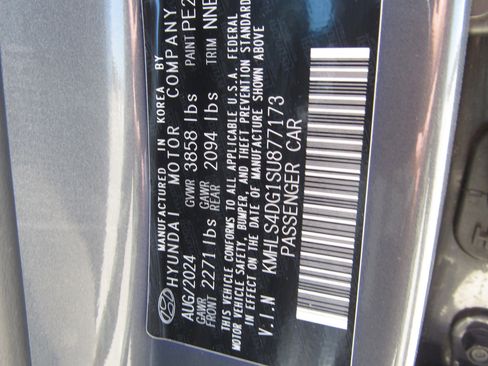 MANUFACTURED IN KOREA BY
HYUNDAI MOTOR COMPANY
AUG/2024 GVWR 3858 lbs PAINT PE2
GAWR FRONT 2271 lbs GAWR REAR 2094 lbs TRIM NNB
THIS VEHICLE CONFORMS TO ALL APPLICABLE U.S.A. FEDERAL
MOTOR VEHICLE SAFETY, BUMPER, AND THEFT PREVENTION STANDARDS
IN EFFECT ON THE DATE OF MANUFACTURE SHOWN ABOVE
V.I.N KMHLS4DG1SU877173
PASSENGER CAR